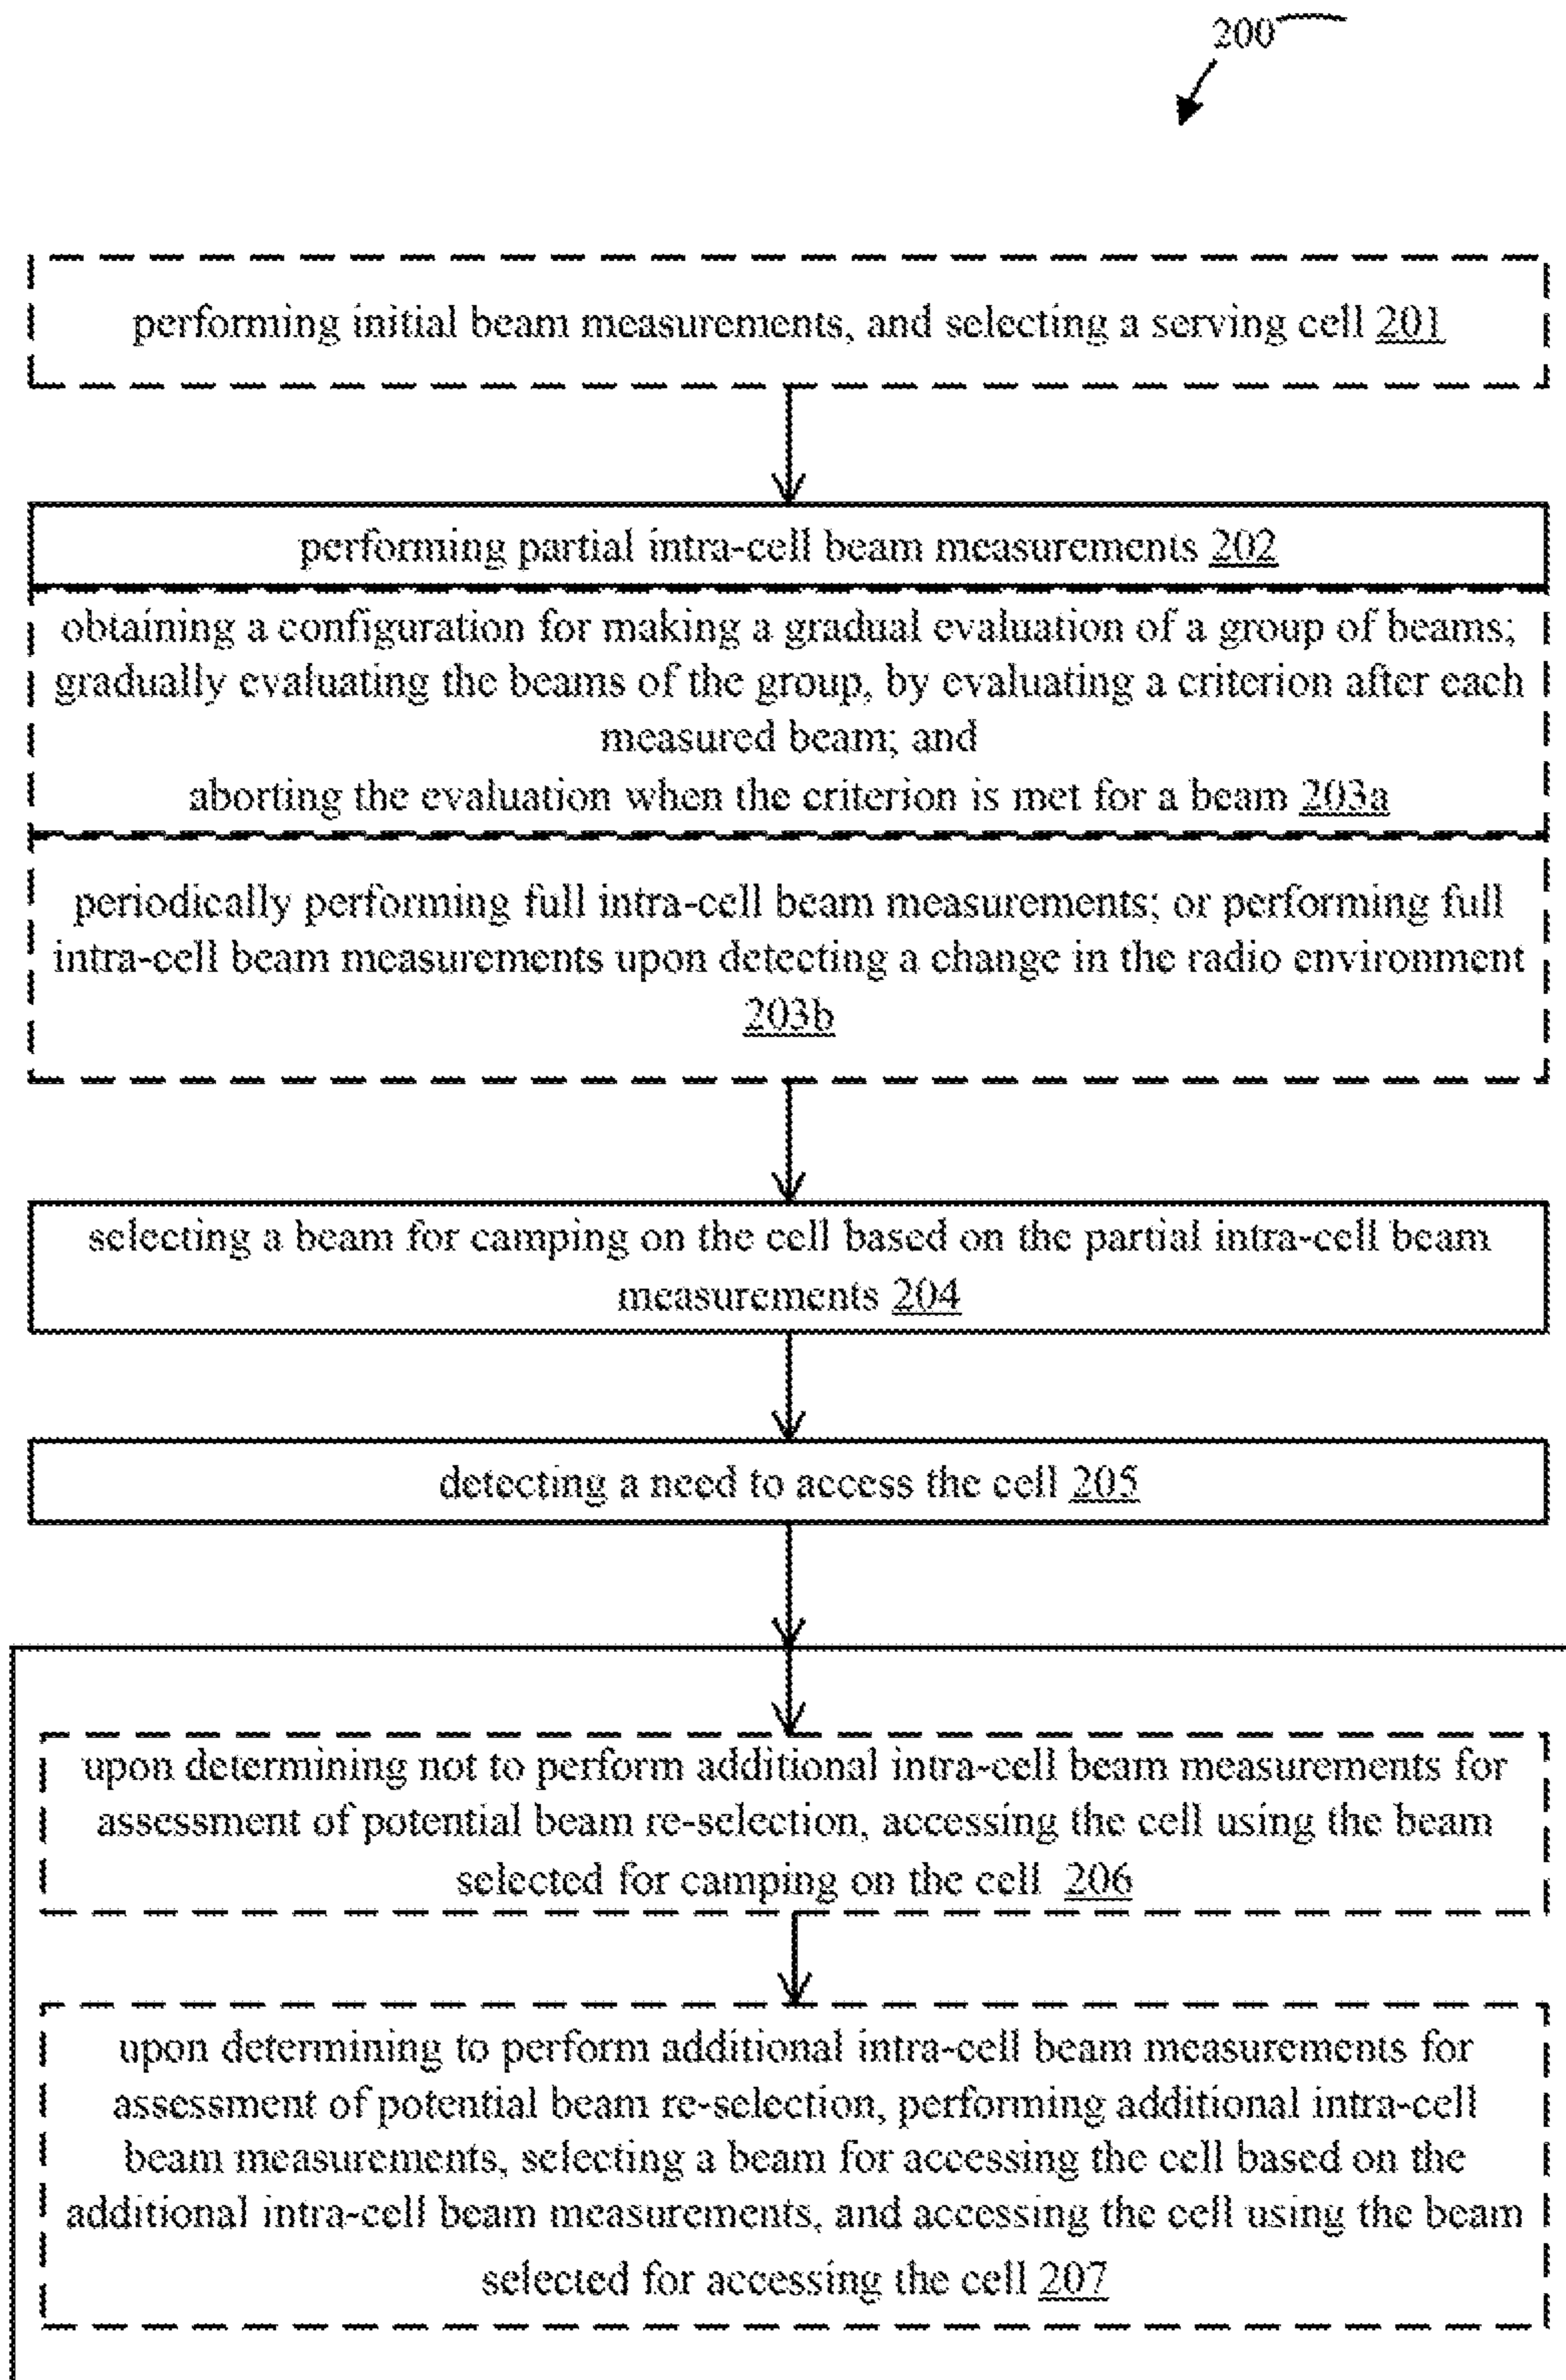 200
performing initial beam measurements, and selecting a serving cell 201
performing partial intra-cell beam measurements 202
obtaining a configuration for making a gradual evaluation of a group of beams;
gradually evaluating the beams of the group, by evaluating a criterion after each
measured beam; and
aborting the evaluation when the criterion is met for a beam 203a
periodically performing full intra-cell beam measurements; or performing full
intra-cell beam measurements upon detecting a change in the radio environment
203b
selecting a beam for camping on the cell based on the partial intra-cell beam
measurements 204
detecting a need to access the cell 205
upon determining not to perform additional intra-cell beam measurements for
assessment of potential beam re-selection, accessing the cell using the beam
selected for camping on the cell 206
upon determining to perform additional intra-cell beam measurements for
assessment of potential beam re-selection, performing additional intra-cell
beam measurements, selecting a beam for accessing the cell based on the
additional intra-cell beam measurements, and accessing the cell using the beam
selected for accessing the cell 207